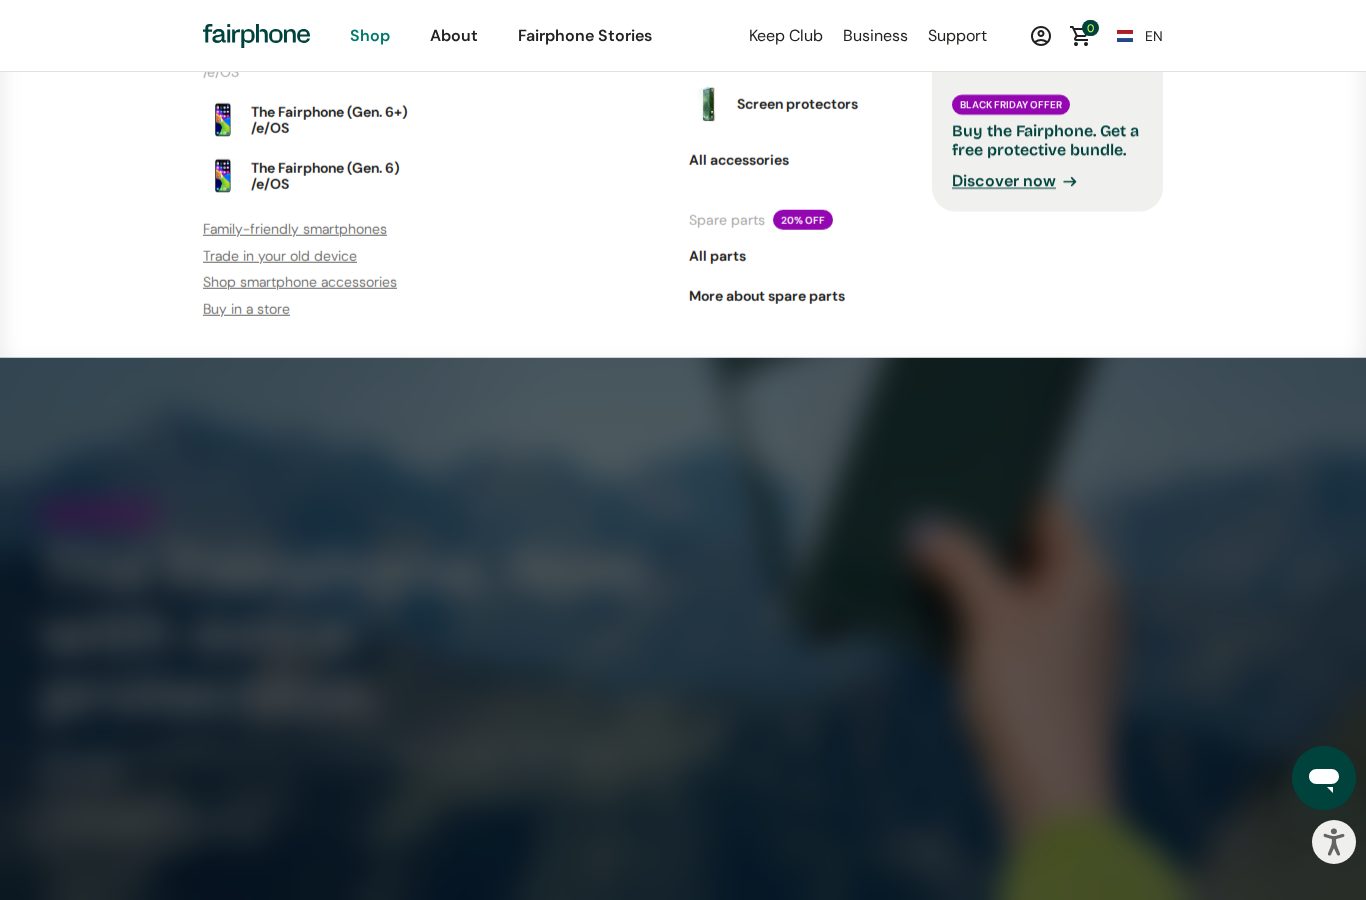 fairphone
Shop
About
Fairphone Stories
Keep Club
Business
Support
0
EN
/e/OS
The Fairphone (Gen. 6+)
/e/OS
The Fairphone (Gen. 6)
/e/OS
Family-friendly smartphones
Trade in your old device
Shop smartphone accessories
Buy in a store
Screen protectors
All accessories
Spare parts 20% OFF
All parts
More about spare parts
BLACK FRIDAY OFFER
Buy the Fairphone. Get a
free protective bundle.
Discover now →